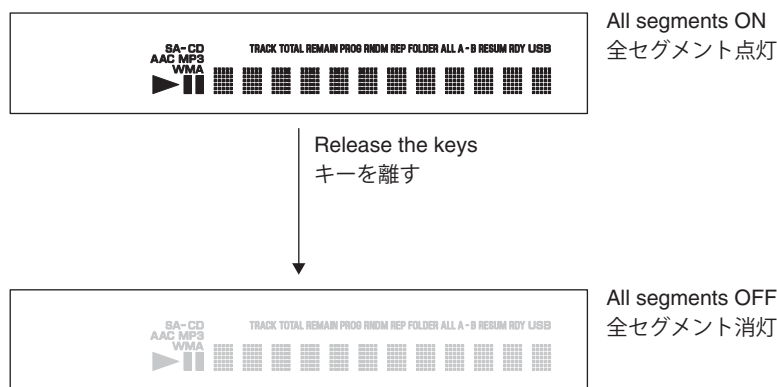 All segments ON
全セグメント点灯
SA-CD
TRACK TOTAL REMAIN PROG RNDM REP FOLDER ALL A - B RESUM RDY USB
AAC MP3
WMA
Release the keys
キーを離す
All segments OFF
全セグメント消灯
SA-CD
TRACK TOTAL REMAIN PROG RNDM REP FOLDER ALL A - B RESUM RDY USB
AAC MP3
WMA